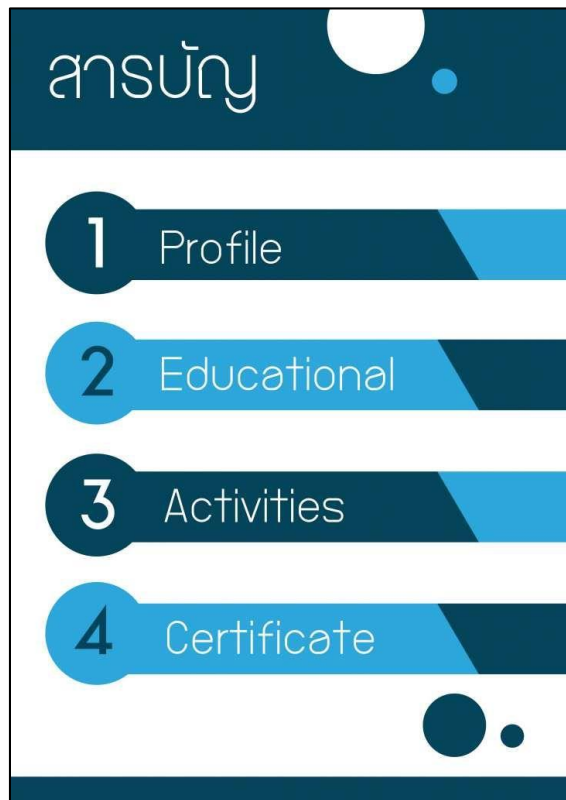 สารบัญ
1 Profile
2 Educational
3 Activities
4 Certificate